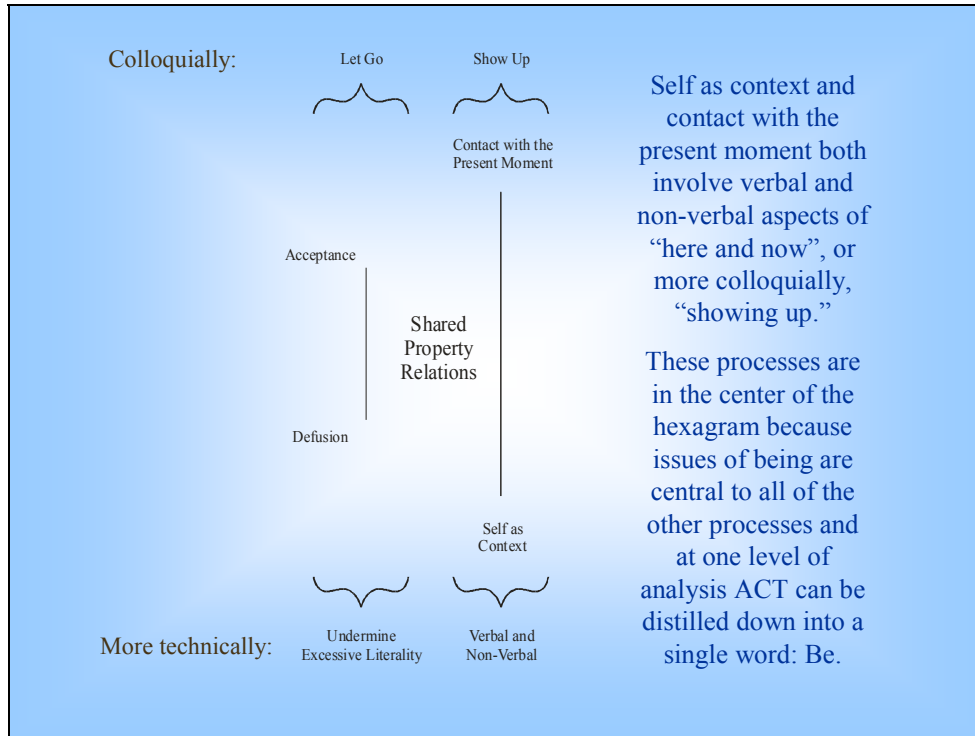 Colloquially:
Let Go
Show Up
Contact with the
Present Moment
Acceptance
Shared
Property
Relations
Defusion
Self as
Context
More technically:
Undermine
Excessive Literality
Verbal and
Non-Verbal
Self as context and
contact with the
present moment both
involve verbal and
non-verbal aspects of
“here and now”, or
more colloquially,
“showing up.”
These processes are
in the center of the
hexagram because
issues of being are
central to all of the
other processes and
at one level of
analysis ACT can be
distilled down into a
single word: Be.